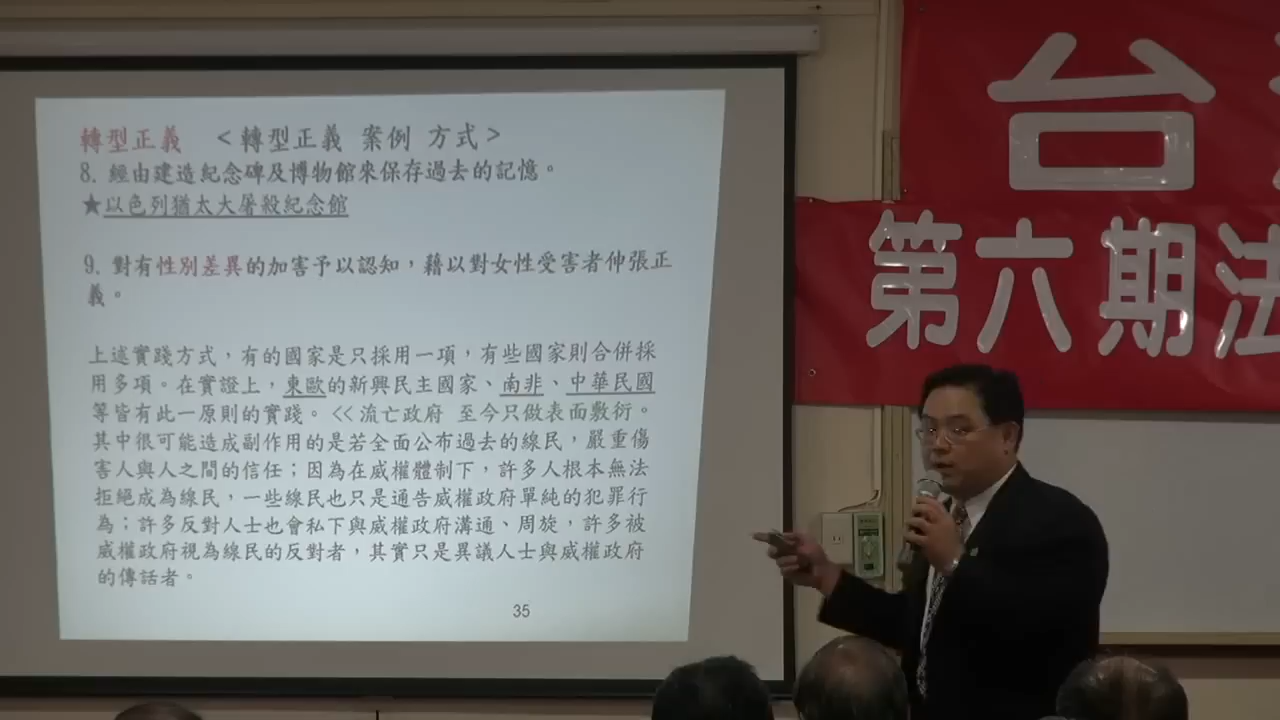 轉型正義 <轉型正義 案例 方式>
8. 經由建造紀念碑及博物館來保存過去的記憶。
★以色列猶太大屠殺紀念館
9. 對有性別差異的加害予以認知，藉以對女性受害者伸張正
義。
上述實踐方式，有的國家是只採用一項，有些國家則合併採
用多項。在實證上，東歐的新興民主國家、南非、中華民國
等皆有此一原則的實踐。<<流亡政府 至今只做表面敷衍。
其中很可能造成副作用的是若全面公布過去的線民，嚴重傷
害人與人之間的信任；因為在威權體制下，許多人根本無法
拒絕成為線民，一些線民也只是通告威權政府單純的犯罪行
為；許多反對人士也會私下與威權政府溝通、周旋，許多被
威權政府視為線民的反對者，其實只是異議人士與威權政府
的傳話者。
35
台
第六期法